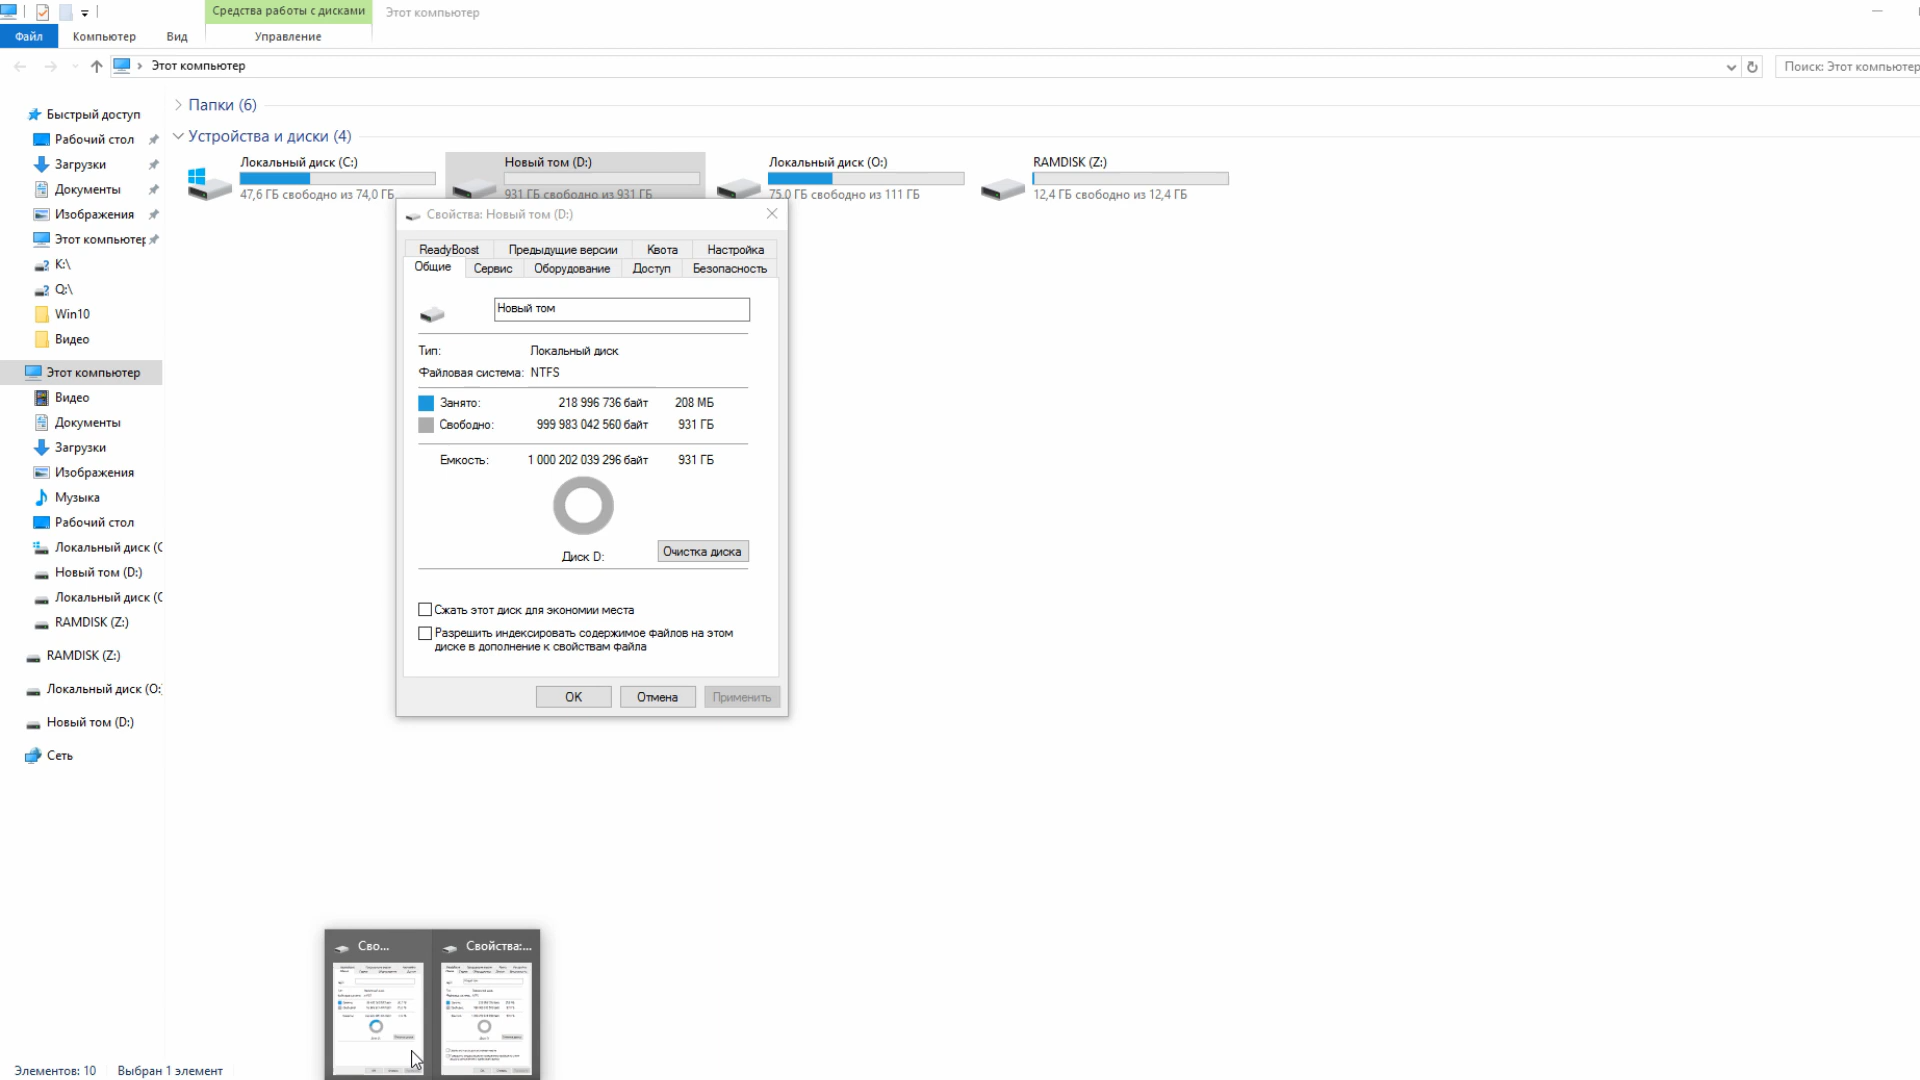 Средства работы с дисками
Этот компьютер
Файл
Компьютер
Вид
Управление
Этот компьютер
Поиск: Этот компьютер
Быстрый доступ
Рабочий стол
Загрузки
Документы
Изображения
Этот компьютер
K:\
Q:\
Win10
Видео
Этот компьютер
Видео
Документы
Загрузки
Изображения
Музыка
Рабочий стол
Локальный диск (C
Новый том (D:)
Локальный диск (C
RAMDISK (Z:)
RAMDISK (Z:)
Локальный диск (O:
Новый том (D:)
Сеть
Папки (6)
Устройства и диски (4)
Локальный диск (C:)
47,6 ГБ свободно из 74,0 ГБ
Новый том (D:)
931 ГБ свободно из 931 ГБ
Локальный диск (O:)
75,0 ГБ свободно из 111 ГБ
RAMDISK (Z:)
12,4 ГБ свободно из 12,4 ГБ
Свойства: Новый том (D:)
ReadyBoost
Предыдущие версии
Квота
Настройка
Общие
Сервис
Оборудование
Доступ
Безопасность
Новый том
Тип: Локальный диск
Файловая система: NTFS
Занято: 218 996 736 байт 208 МБ
Свободно: 999 983 042 560 байт 931 ГБ
Емкость: 1 000 202 039 296 байт 931 ГБ
Диск D:
Очистка диска
Сжать этот диск для экономии места
Разрешить индексировать содержимое файлов на этом
диске в дополнение к свойствам файла
OK
Отмена
Применить
Сво...
Свойства:...
Элементов: 10
Выбран 1 элемент